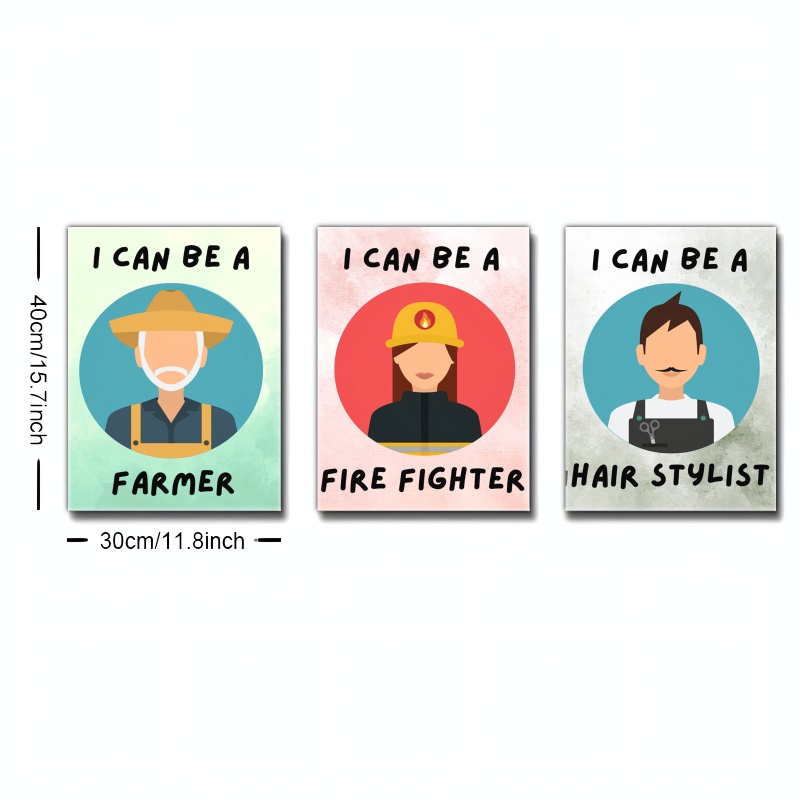 I CAN BE A
FARMER
I CAN BE A
FIRE FIGHTER
I CAN BE A
HAIR STYLIST
40cm/15.7inch
30cm/11.8inch